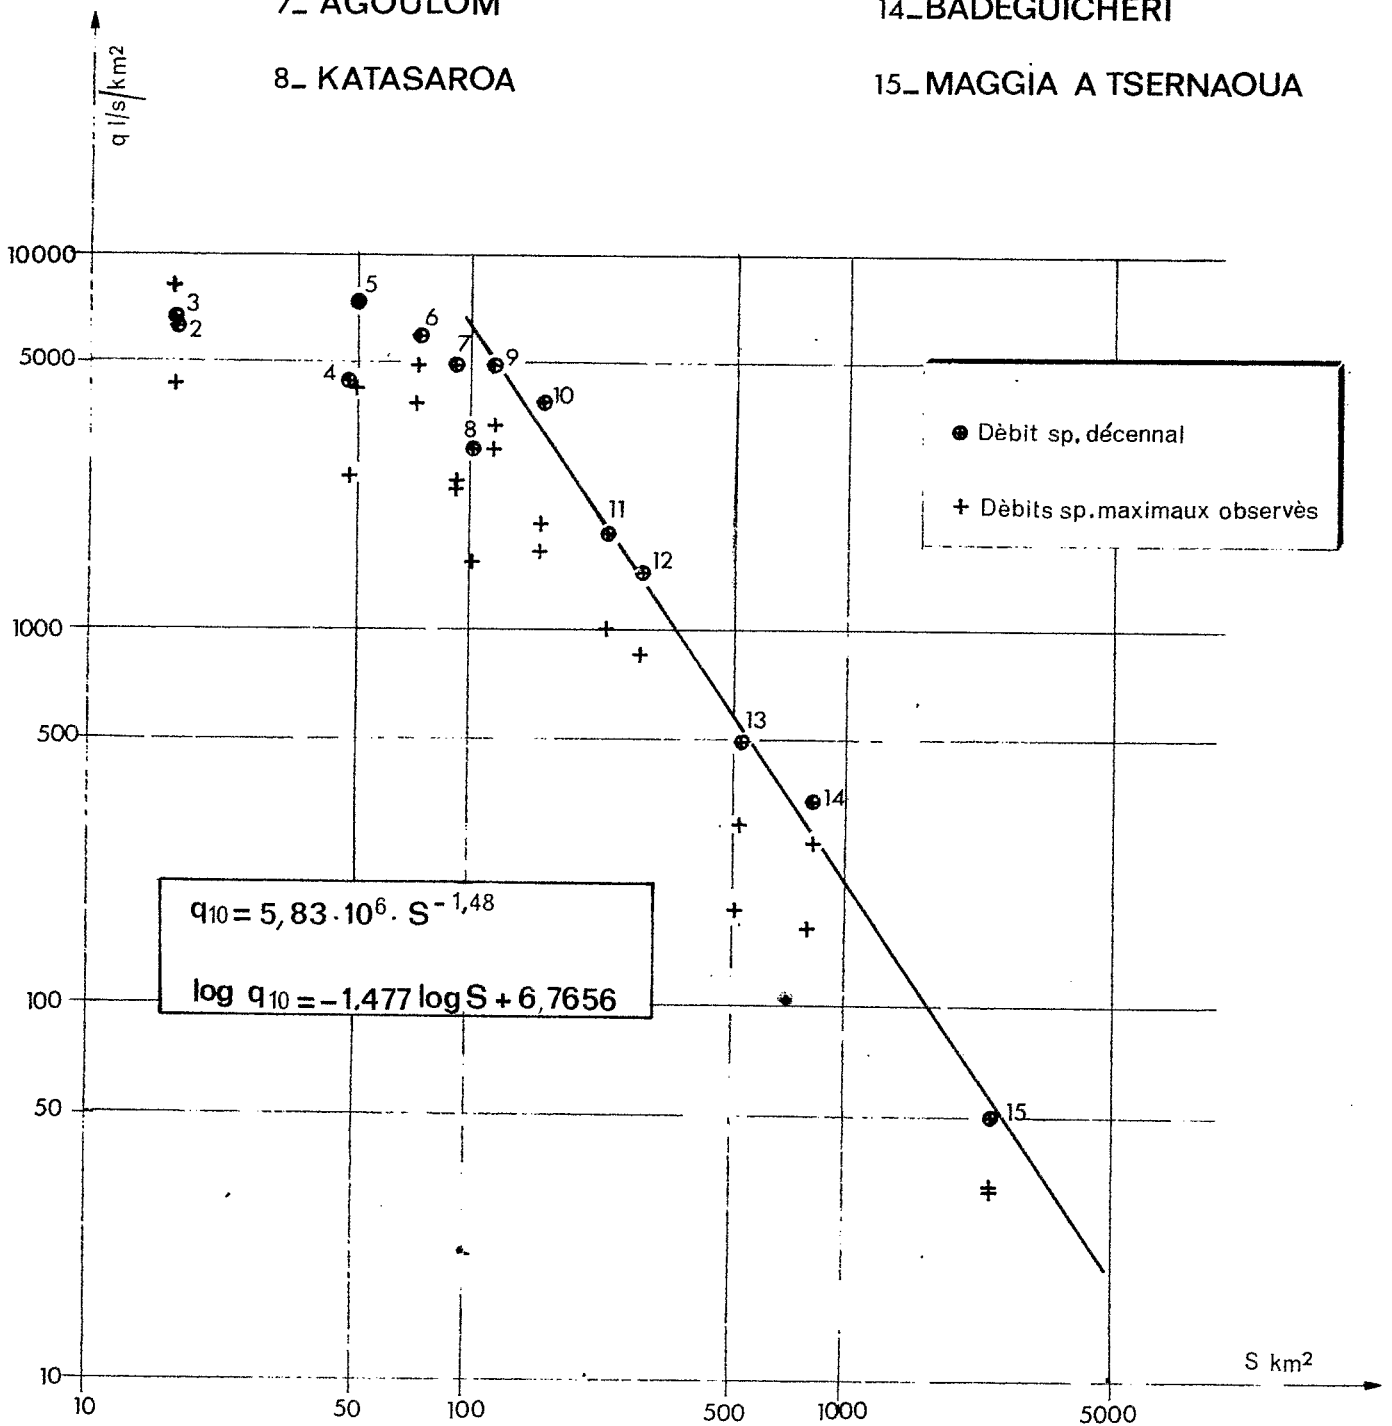 7_ AGOULOM
14_BADEGUICHERI
8_ KATASAROA
15_MAGGIA A TSERNAOUA
q l/s/km²
10000
5000
1000
500
100
50
10
3
2
5
6
4
7
9
10
8
11
12
13
14
15
Dèbit sp.décennal
Dèbits sp.maximaux observès
q10 = 5,83·10⁶· S⁻¹,⁴⁸
log q10 = -1,477 log S + 6,7656
S km²
10
50
100
500
1000
5000